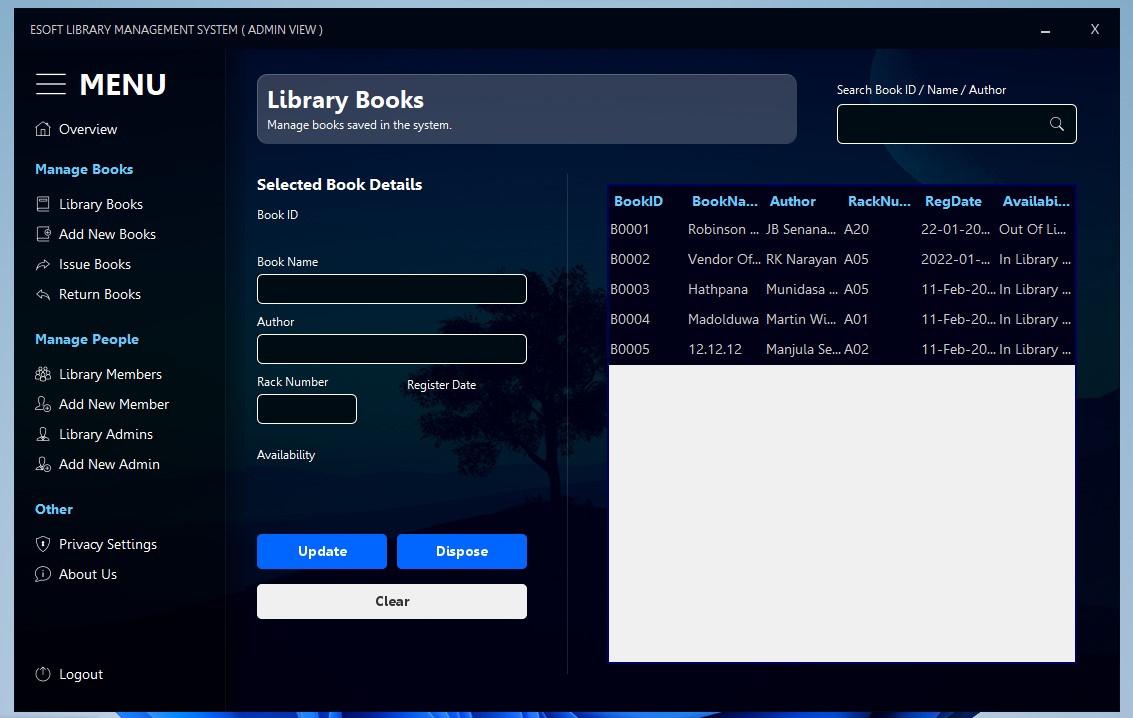 ESOFT LIBRARY MANAGEMENT SYSTEM ( ADMIN VIEW )
X
MENU
Overview
Manage Books
Library Books
Add New Books
Issue Books
Return Books
Manage People
Library Members
Add New Member
Library Admins
Add New Admin
Other
Privacy Settings
About Us
Logout
Library Books
Manage books saved in the system.
Search Book ID / Name / Author
Selected Book Details
Book ID
Book Name
Author
Rack Number
Register Date
Availability
Update
Dispose
Clear
BookID BookNa... Author RackNu... RegDate Availabi...
B0001 Robinson ... JB Senana... A20 22-01-20... Out Of Li...
B0002 Vendor Of... RK Narayan A05 2022-01-... In Library ...
B0003 Hathpana Munidasa ... A05 11-Feb-20... In Library ...
B0004 Madolduwa Martin Wi... A01 11-Feb-20... In Library ...
B0005 12.12.12 Manjula Se... A02 11-Feb-20... In Library ...